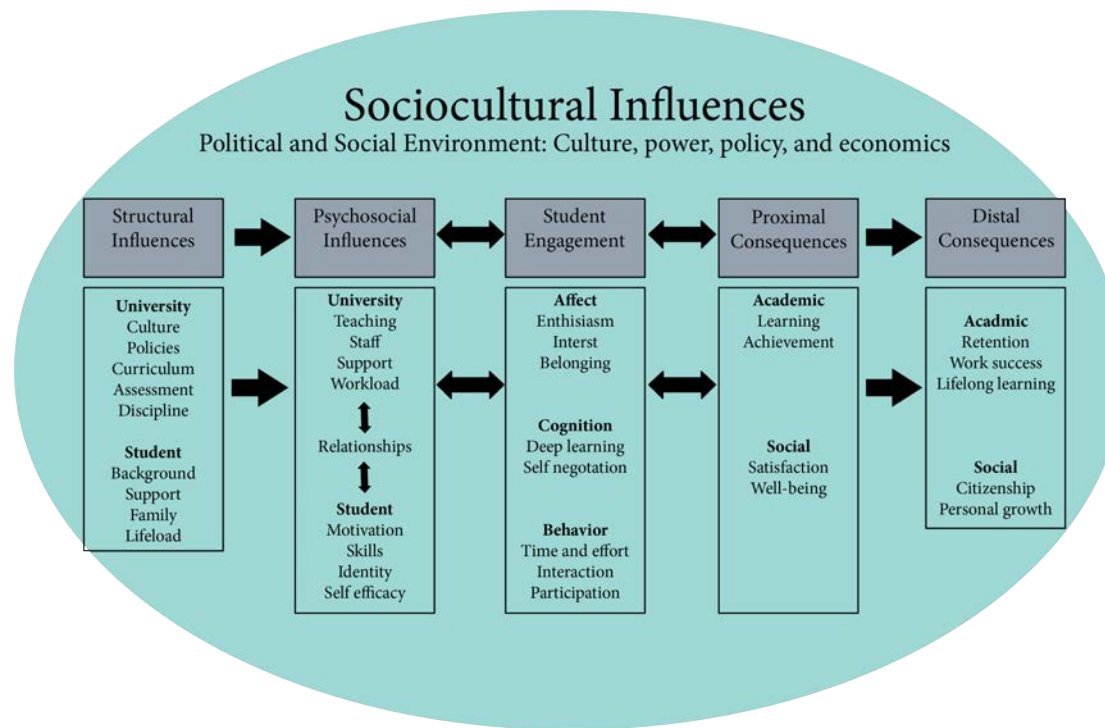 Sociocultural Influences
Political and Social Environment: Culture, power, policy, and economics
Structural
Influences
Psychosocial
Influences
Student
Engagement
Proximal
Consequences
Distal
Consequences
University
Culture
Policies
Curriculum
Assessment
Discipline
Student
Background
Support
Family
Lifeload
University
Teaching
Staff
Support
Workload
Relationships
Student
Motivation
Skills
Identity
Self efficacy
Affect
Enthisiasm
Interst
Belonging
Cognition
Deep learning
Self negotation
Behavior
Time and effort
Interaction
Participation
Academic
Learning
Achievement
Social
Satisfaction
Well-being
Acadmic
Retention
Work success
Lifelong learning
Social
Citizenship
Personal growth